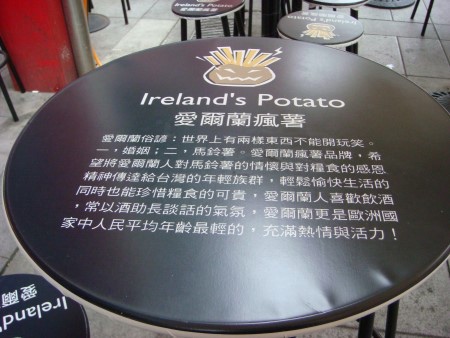 Ireland's Potato
愛爾蘭瘋薯
愛爾蘭俗諺：世界上有兩樣東西不能開玩笑。
一，婚姻；二，馬鈴薯。愛爾蘭瘋薯品牌，希
望將愛爾蘭人對馬鈴薯的情懷與對糧食的感恩
精神傳達給台灣的年輕族群，輕鬆愉快生活的
同時也能珍惜糧食的可貴，愛爾蘭人喜歡飲酒
，常以酒助長談話的氣氛，愛爾蘭更是歐洲國
家中人民平均年齡最輕的，充滿熱情與活力！
Ireland's Potato
Ireland's
愛爾